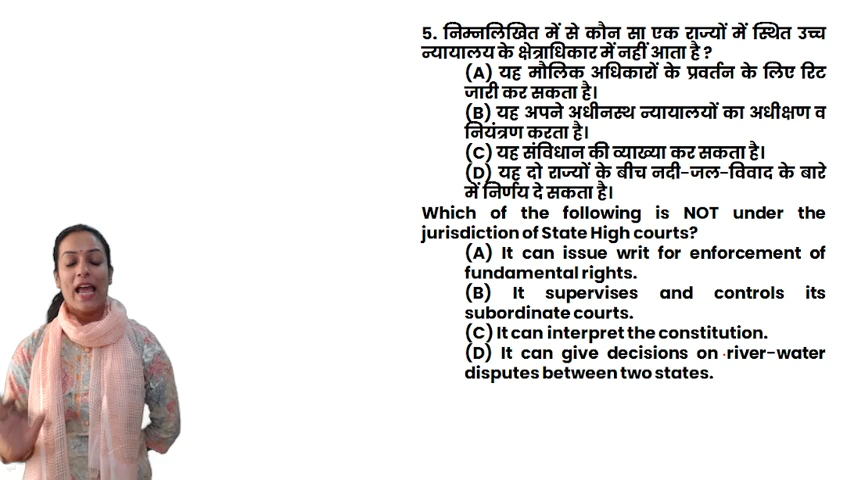 5. निम्नलिखित में से कौन सा एक राज्यों में स्थित उच्च
न्यायालय के क्षेत्राधिकार में नहीं आता है ?
(A) यह मौलिक अधिकारों के प्रवर्तन के लिए रिट
जारी कर सकता है।
(B) यह अपने अधीनस्थ न्यायालयों का अधीक्षण व
नियंत्रण करता है।
(C) यह संविधान की व्याख्या कर सकता है।
(D) यह दो राज्यों के बीच नदी-जल-विवाद के बारे
में निर्णय दे सकता है।
Which of the following is NOT under the
jurisdiction of State High courts?
(A) It can issue writ for enforcement of
fundamental rights.
(B) It supervises and controls its
subordinate courts.
(C) It can interpret the constitution.
(D) It can give decisions on river-water
disputes between two states.